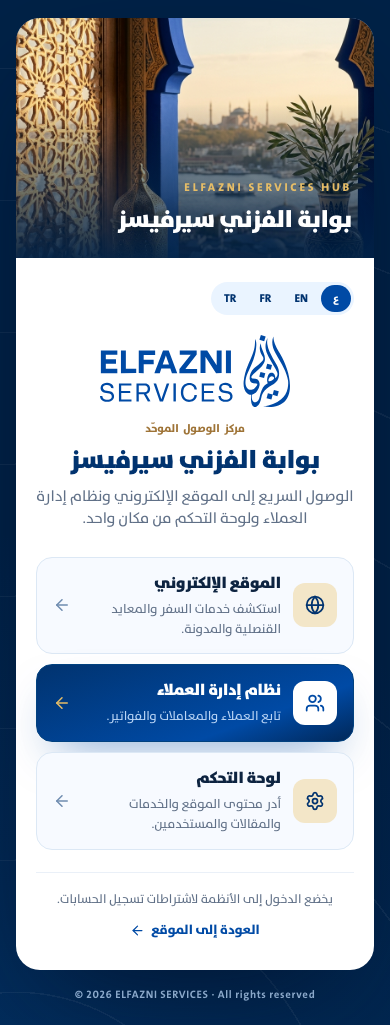 ELFAZNI SERVICES HUB
بوابة الفزني سيرفيسز
ع EN FR TR
ELFAZNI
SERVICES
مركز الوصول الموحّد
بوابة الفزني سيرفيسز
الوصول السريع إلى الموقع الإلكتروني ونظام إدارة
العملاء ولوحة التحكم من مكان واحد.
الموقع الإلكتروني
استكشف خدمات السفر والمعايد
القنصلية والمدونة.
نظام إدارة العملاء
تابع العملاء والمعاملات والفواتير.
لوحة التحكم
أدر محتوى الموقع والخدمات
والمقالات والمستخدمين.
يخضع الدخول إلى الأنظمة لاشتراطات تسجيل الحسابات.
العودة إلى الموقع
© 2026 ELFAZNI SERVICES · All rights reserved